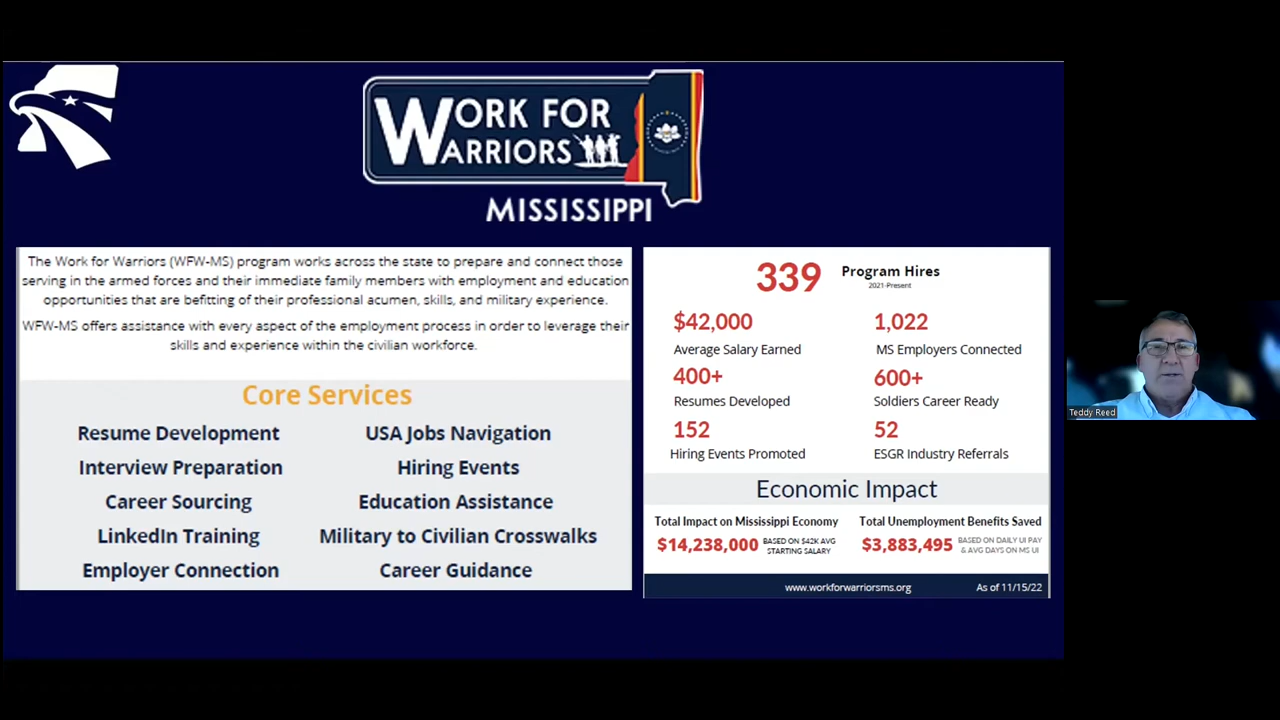 WORK FOR
WARRIORS
MISSISSIPPI
The Work for Warriors (WFW-MS) program works across the state to prepare and connect those
serving in the armed forces and their immediate family members with employment and education
opportunities that are befitting of their professional acumen, skills, and military experience.
WFW-MS offers assistance with every aspect of the employment process in order to leverage their
skills and experience within the civilian workforce.
Core Services
Resume Development
USA Jobs Navigation
Interview Preparation
Hiring Events
Career Sourcing
Education Assistance
LinkedIn Training
Military to Civilian Crosswalks
Employer Connection
Career Guidance
339 Program Hires
2021-Present
$42,000
Average Salary Earned
1,022
MS Employers Connected
400+
Resumes Developed
600+
Soldiers Career Ready
152
Hiring Events Promoted
52
ESGR Industry Referrals
Economic Impact
Total Impact on Mississippi Economy
$14,238,000 BASED ON $42K AVG
STARTING SALARY
Total Unemployment Benefits Saved
$3,883,495 BASED ON DAILY UI PAY
& AVG DAYS ON MS UI
www.workforwarriorsms.org
As of 11/15/22
Teddy Reed